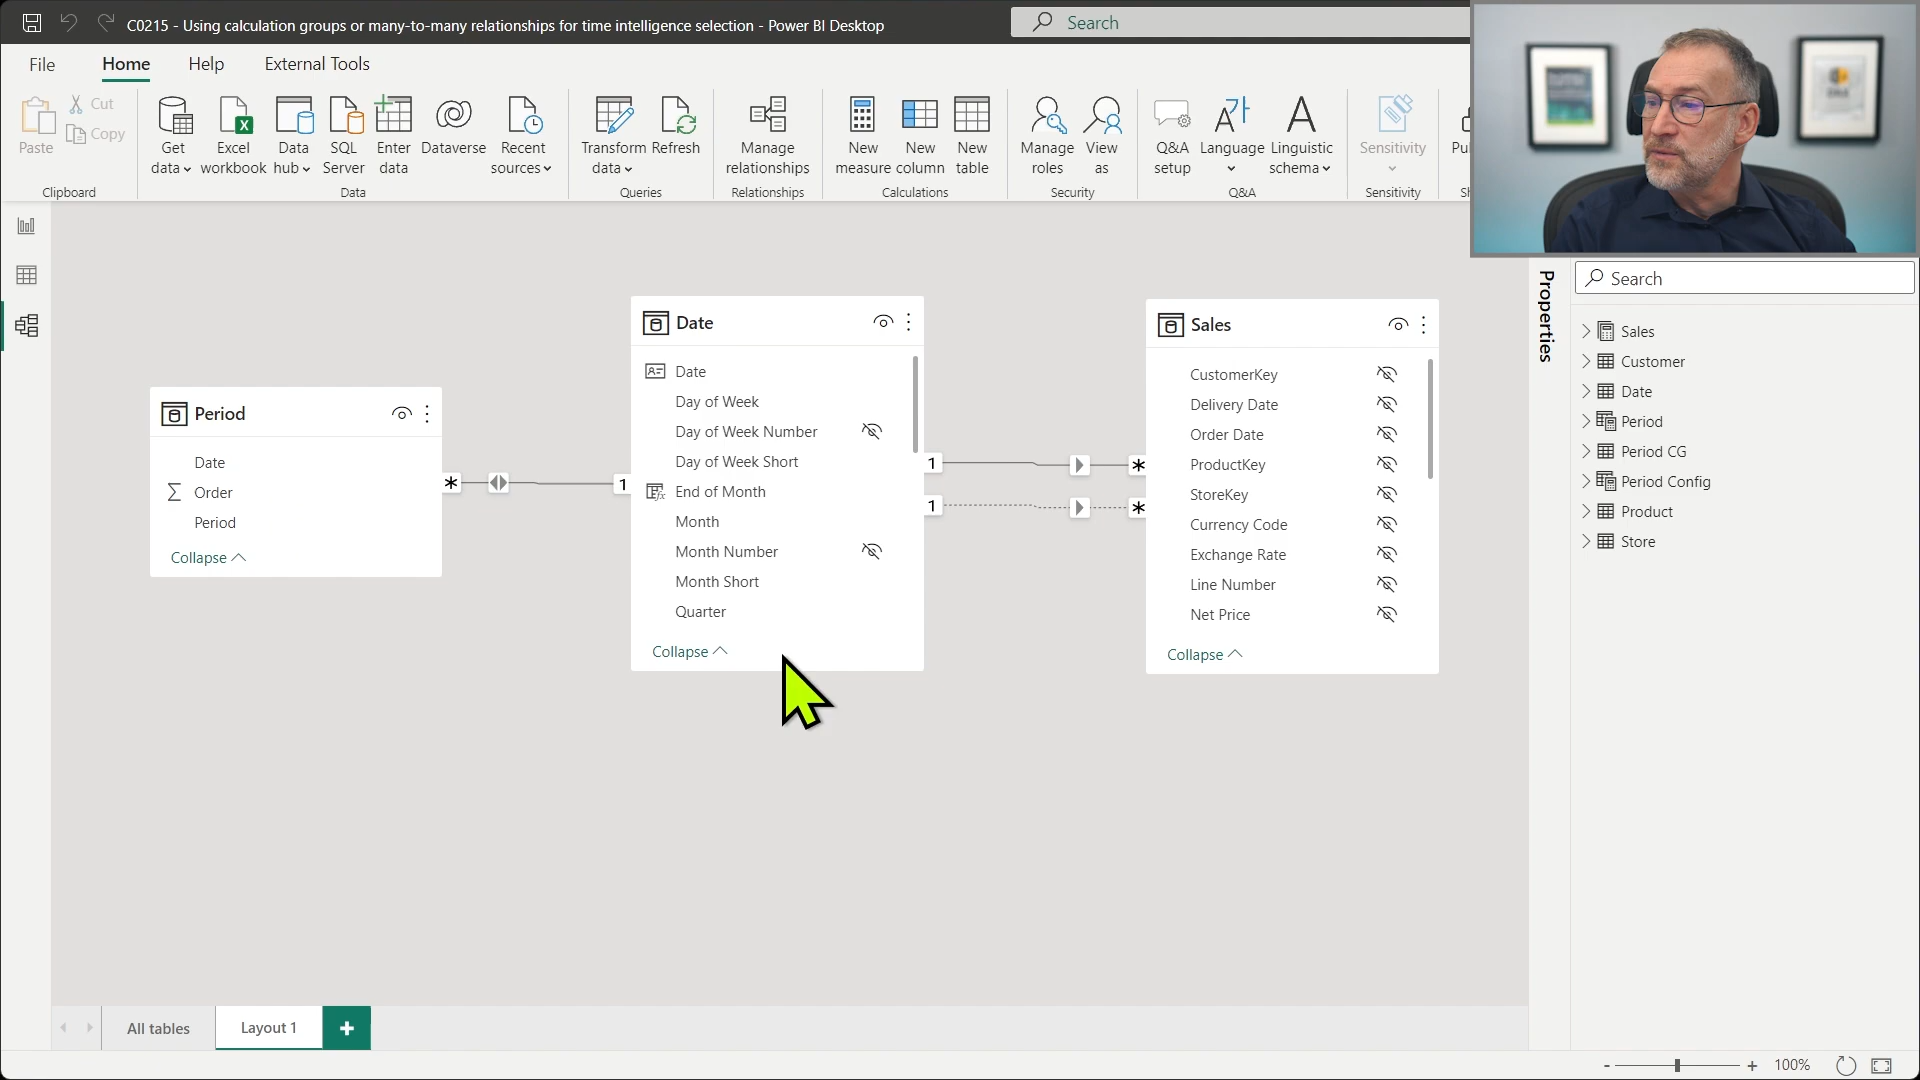 C0215 - Using calculation groups or many-to-many relationships for time intelligence selection - Power BI Desktop
Search
File
Home
Help
External Tools
Paste
Cut
Copy
Get data
Excel workbook
Data hub
SQL Server
Enter data
Dataverse
Recent sources
Transform data
Refresh
Manage relationships
New measure
New column
New table
Manage roles
View as
Q&A setup
Language
Linguistic schema
Sensitivity
Clipboard
Data
Queries
Relationships
Calculations
Security
Q&A
Sensitivity
Period
Date
Order
Period
Collapse
* 1
Date
Date
Day of Week
Day of Week Number
Day of Week Short
End of Month
Month
Month Number
Month Short
Quarter
Collapse
1 *
1 *
Sales
CustomerKey
Delivery Date
Order Date
ProductKey
StoreKey
Currency Code
Exchange Rate
Line Number
Net Price
Collapse
Properties
Search
Sales
Customer
Date
Period
Period CG
Period Config
Product
Store
All tables
Layout 1
+
- + 100%